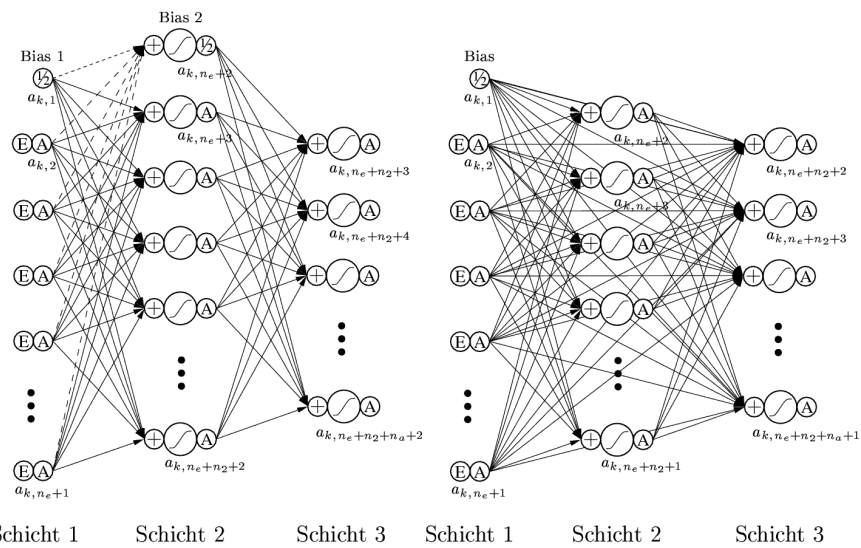 Bias 2
Bias 1
½
a_{k,1}
+ ½
a_{k,n_e+2}
E A
a_{k,2}
+ A
a_{k,n_e+3}
+ A
a_{k,n_e+n_2+3}
E A
+ A
+ A
a_{k,n_e+n_2+4}
E A
+ A
+ A
E A
+ A
+ A
a_{k,n_e+n_2+n_a+2}
+ A
a_{k,n_e+n_2+2}
E A
a_{k,n_e+1}
Schicht 1 Schicht 2 Schicht 3
Bias
½
a_{k,1}
+ A
a_{k,n_e+2}
E A
a_{k,2}
+ A
a_{k,n_e+n_2+2}
+ A
a_{k,n_e+3}
E A
+ A
a_{k,n_e+n_2+3}
+ A
E A
+ A
+ A
E A
+ A
a_{k,n_e+n_2+n_a+1}
+ A
a_{k,n_e+n_2+1}
E A
a_{k,n_e+1}
Schicht 1 Schicht 2 Schicht 3